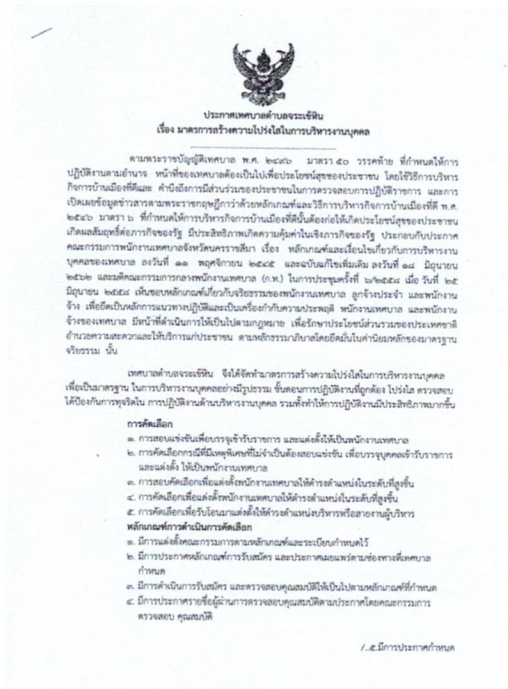 ประกาศเทศบาลตำบลจระเข้หิน
เรื่อง มาตรการสร้างความโปร่งใสในการบริหารงานบุคคล
ตามพระราชบัญญัติเทศบาล พ.ศ. ๒๔๙๖ มาตรา ๕๐ วรรคท้าย ที่กำหนดให้การ
ปฏิบัติงานตามอำนาจ หน้าที่ของเทศบาลต้องเป็นไปเพื่อประโยชน์สุขของประชาชน โดยใช้วิธีการบริหาร
กิจการบ้านเมืองที่ดีและ คำนึงถึงการมีส่วนร่วมของประชาชนในการตรวจสอบการปฏิบัติราชการ และการ
เปิดเผยข้อมูลข่าวสารตามพระราชกฤษฎีกาว่าด้วยหลักเกณฑ์และวิธีการบริหารกิจการบ้านเมืองที่ดี พ.ศ.
๒๕๔๖ มาตรา ๖ ที่กำหนดให้การบริหารกิจการบ้านเมืองที่ดีนั้นต้องก่อให้เกิดประโยชน์สุขของประชาชน
เกิดผลสัมฤทธิ์ต่อภารกิจของรัฐ มีประสิทธิภาพเกิดความคุ้มค่าในเชิงภารกิจของรัฐ ประกอบกับประกาศ
คณะกรรมการพนักงานเทศบาลจังหวัดนครราชสีมา เรื่อง หลักเกณฑ์และเงื่อนไขเกี่ยวกับการบริหารงาน
บุคคลของเทศบาล ลงวันที่ ๑๑ พฤศจิกายน ๒๕๔๕ และฉบับแก้ไขเพิ่มเติม ลงวันที่ ๑๘ มิถุนายน
๒๕๖๒ และมติคณะกรรมการกลางพนักงานเทศบาล (ก.ท.) ในการประชุมครั้งที่ ๖/๒๕๕๘ เมื่อ วันที่ ๒๕
มิถุนายน ๒๕๕๘ เห็นชอบหลักเกณฑ์เกี่ยวกับจริยธรรมของพนักงานเทศบาล ลูกจ้างประจำ และพนักงาน
จ้าง เพื่อยึดเป็นหลักการแนวทางปฏิบัติและเป็นเครื่องกำกับความประพฤติ พนักงานเทศบาล และพนักงาน
จ้างของเทศบาล มีหน้าที่ดำเนินการให้เป็นไปตามกฎหมาย เพื่อรักษาประโยชน์ส่วนรวมของประเทศชาติ
อำนวยความสะดวกและให้บริการแก่ประชาชน ตามหลักธรรมาภิบาลโดยยึดมั่นในค่านิยมหลักของมาตรฐาน
จริยธรรม นั้น
เทศบาลตำบลจระเข้หิน จึงได้จัดทำมาตรการสร้างความโปร่งใสในการบริหารงานบุคคล
เพื่อเป็นมาตรฐาน ในการบริหารงานบุคคลอย่างมีรูปธรรม ขั้นตอนการปฏิบัติงานที่ถูกต้อง โปร่งใส ตรวจสอบ
ได้ป้องกันการทุจริตใน การปฏิบัติงานด้านบริหารงานบุคคล รวมทั้งทำให้การปฏิบัติงานมีประสิทธิภาพมากขึ้น
การคัดเลือก
๑. การสอบแข่งขันเพื่อบรรจุเข้ารับราชการ และแต่งตั้งให้เป็นพนักงานเทศบาล
๒. การคัดเลือกกรณีที่มีเหตุพิเศษที่ไม่จำเป็นต้องสอบแข่งขัน เพื่อบรรจุบุคคลเข้ารับราชการ
และแต่งตั้ง ให้เป็นพนักงานเทศบาล
๓. การสอบคัดเลือกเพื่อแต่งตั้งพนักงานเทศบาลให้ดำรงตำแหน่งในระดับที่สูงขึ้น
๔. การคัดเลือกเพื่อแต่งตั้งพนักงานเทศบาลให้ดำรงตำแหน่งในระดับที่สูงขึ้น
๕. การคัดเลือกเพื่อรับโอนมาแต่งตั้งให้ดำรงตำแหน่งบริหารหรือสายงานผู้บริหาร
หลักเกณฑ์การดำเนินการคัดเลือก
๑. มีการแต่งตั้งคณะกรรมการตามหลักเกณฑ์และระเบียบกำหนดไว้
๒. มีการประกาศหลักเกณฑ์การรับสมัคร และประกาศเผยแพร่ตามช่องทางที่เทศบาล
กำหนด
๓. มีการดำเนินการรับสมัคร และตรวจสอบคุณสมบัติให้เป็นไปตามหลักเกณฑ์ที่กำหนด
๔. มีการประกาศรายชื่อผู้ผ่านการตรวจสอบคุณสมบัติตามประกาศโดยคณะกรรมการ
ตรวจสอบ คุณสมบัติ
/..๕.มีการประกาศกำหนด